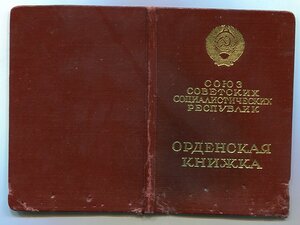 СОЮЗ
СОВЕТСКИХ
СОЦИАЛИСТИЧЕСКИХ
РЕСПУБЛИК
ОРДЕНСКАЯ
КНИЖКА